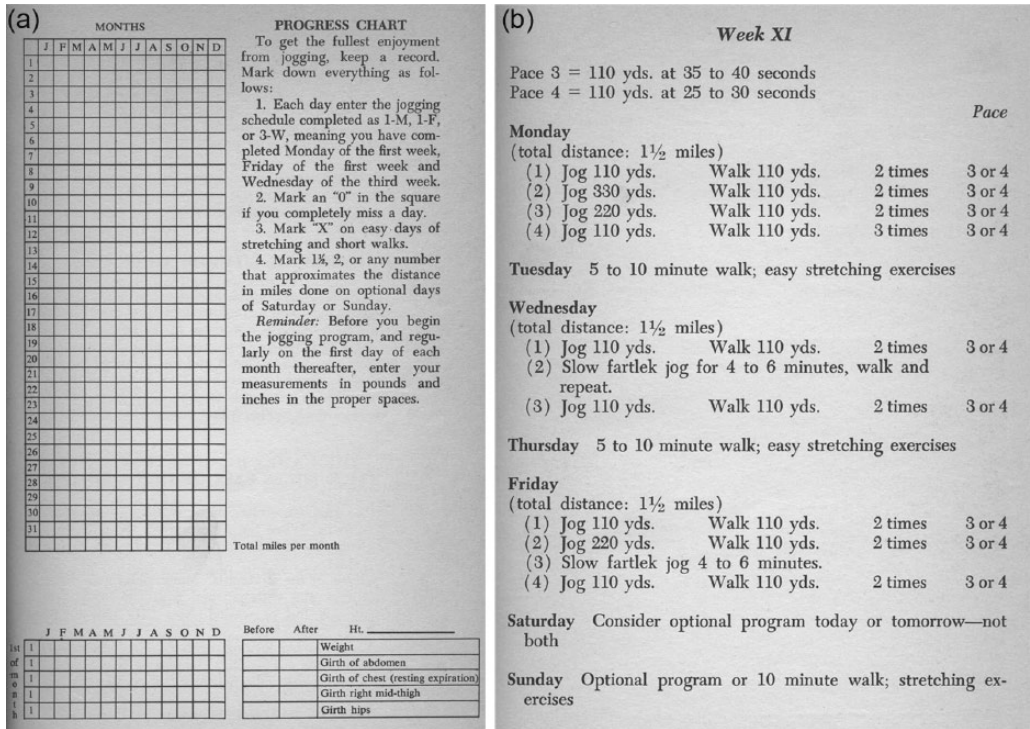 (a)
MONTHS
J F M A M J J A S O N D
1
2
3
4
5
6
7
8
9
10
11
12
13
14
15
16
17
18
19
20
21
22
23
24
25
26
27
28
29
30
31
Total miles per month
PROGRESS CHART
To get the fullest enjoyment
from jogging, keep a record.
Mark down everything as fol-
lows:
1. Each day enter the jogging
schedule completed as 1-M, 1-F,
or 3-W, meaning you have com-
pleted Monday of the first week,
Friday of the first week and
Wednesday of the third week.
2. Mark an "0" in the square
if you completely miss a day.
3. Mark "X" on easy days of
stretching and short walks.
4. Mark 1½, 2, or any number
that approximates the distance
in miles done on optional days
of Saturday or Sunday.
Reminder: Before you begin
the jogging program, and regu-
larly on the first day of each
month thereafter, enter your
measurements in pounds and
inches in the proper spaces.
J F M A M J J A S O N D
1st of month
1
1
1
1
1
Before After Ht.
Weight
Girth of abdomen
Girth of chest (resting expiration)
Girth right mid-thigh
Girth hips
(b)
Week XI
Pace 3 = 110 yds. at 35 to 40 seconds
Pace 4 = 110 yds. at 25 to 30 seconds
Pace
Monday
(total distance: 1½ miles)
(1) Jog 110 yds. Walk 110 yds. 2 times 3 or 4
(2) Jog 330 yds. Walk 110 yds. 2 times 3 or 4
(3) Jog 220 yds. Walk 110 yds. 2 times 3 or 4
(4) Jog 110 yds. Walk 110 yds. 3 times 3 or 4
Tuesday 5 to 10 minute walk; easy stretching exercises
Wednesday
(total distance: 1½ miles)
(1) Jog 110 yds. Walk 110 yds. 2 times 3 or 4
(2) Slow fartlek jog for 4 to 6 minutes, walk and
repeat.
(3) Jog 110 yds. Walk 110 yds. 2 times 3 or 4
Thursday 5 to 10 minute walk; easy stretching exercises
Friday
(total distance: 1½ miles)
(1) Jog 110 yds. Walk 110 yds. 2 times 3 or 4
(2) Jog 220 yds. Walk 110 yds. 2 times 3 or 4
(3) Slow fartlek jog 4 to 6 minutes.
(4) Jog 110 yds. Walk 110 yds. 2 times 3 or 4
Saturday Consider optional program today or tomorrow—not
both
Sunday Optional program or 10 minute walk; stretching ex-
ercises